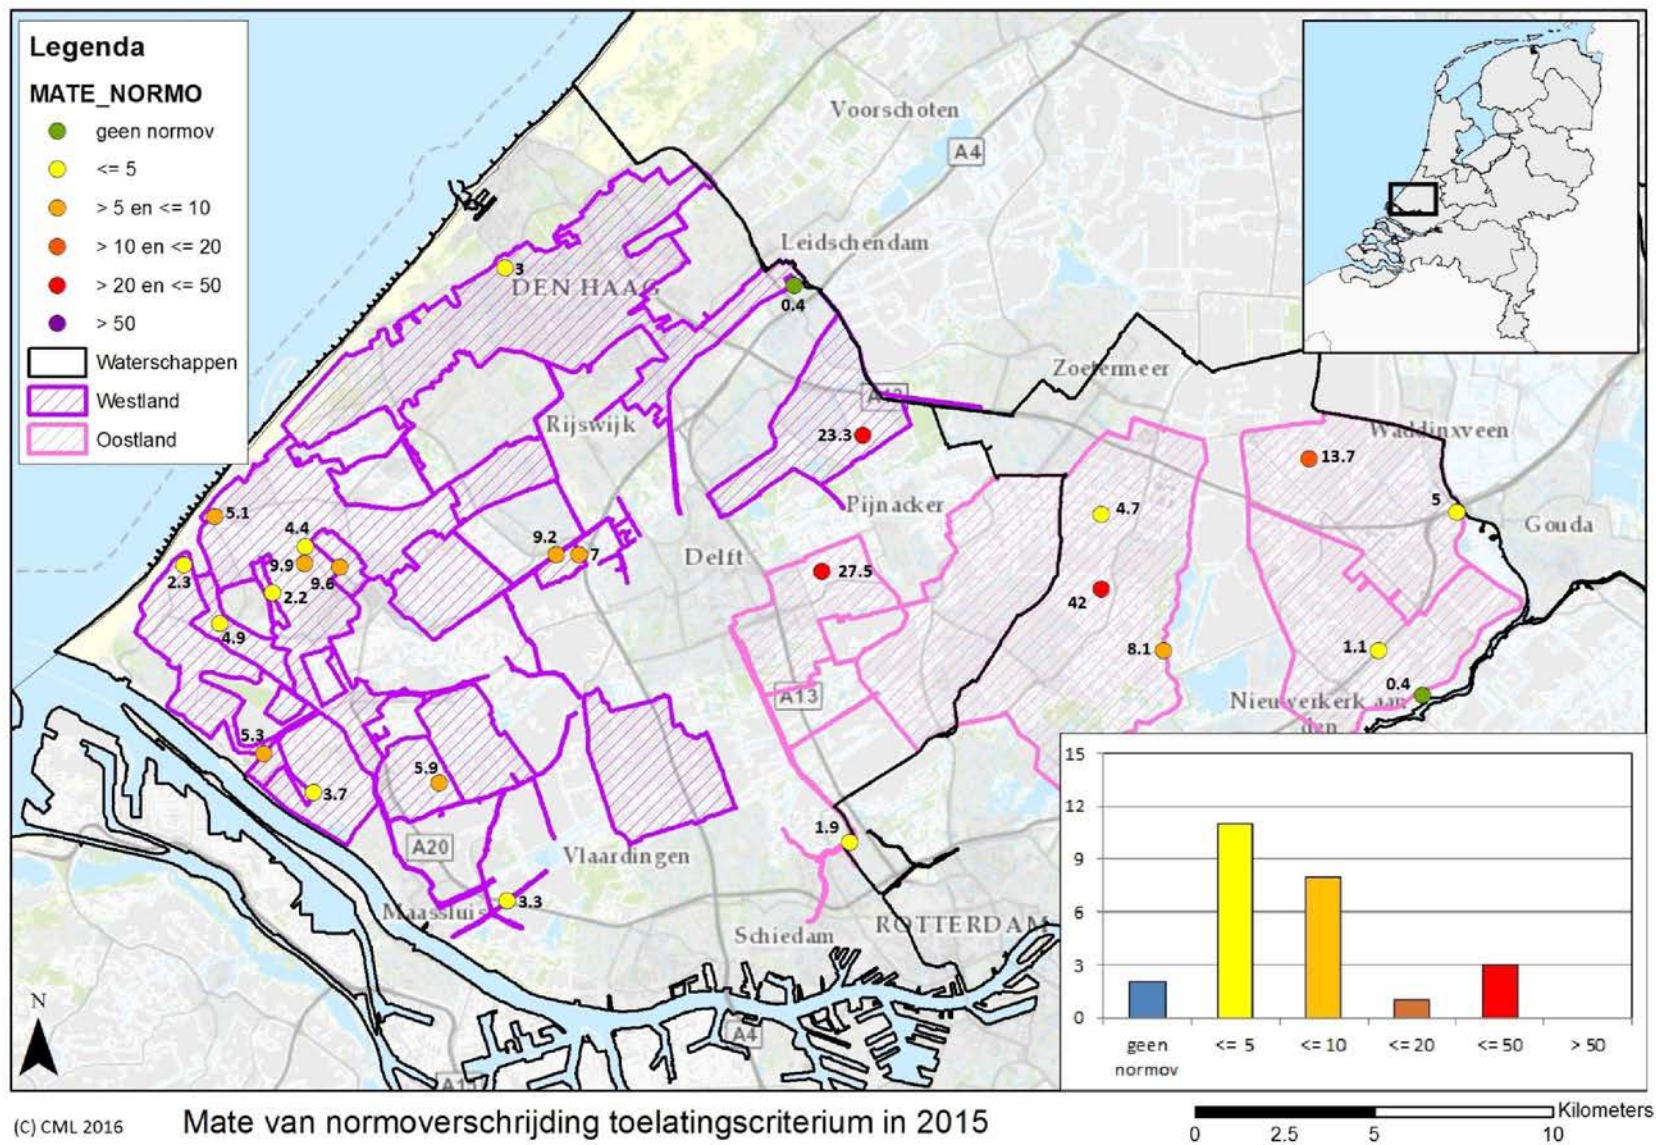 Legenda
MATE_NORMO
geen normov
<= 5
> 5 en <= 10
> 10 en <= 20
> 20 en <= 50
> 50
Waterschappen
Westland
Oostland
Voorschoten
A4
Leidschendam
3
DEN HAAG
0.4
Zoetermeer
Rijswijk
23.3
Waddinxveen
13.7
Pijnacker
5
4.7
Gouda
5.1
4.4
9.2
7
Delft
9.9
9.6
27.5
2.3
2.2
42
4.9
8.1
1.1
0.4
A13
Nieuwerkerk aan
den
5.3
5.9
3.7
1.9
A20
Vlaardingen
3.3
Maassluis
Schiedam
ROTTERDAM
A4
N
15
12
9
6
3
0
geen
normov
<= 5
<= 10
<= 20
<= 50
> 50
(C) CML 2016
Mate van normoverschrijding toelatingscriterium in 2015
Kilometers
0
2.5
5
10